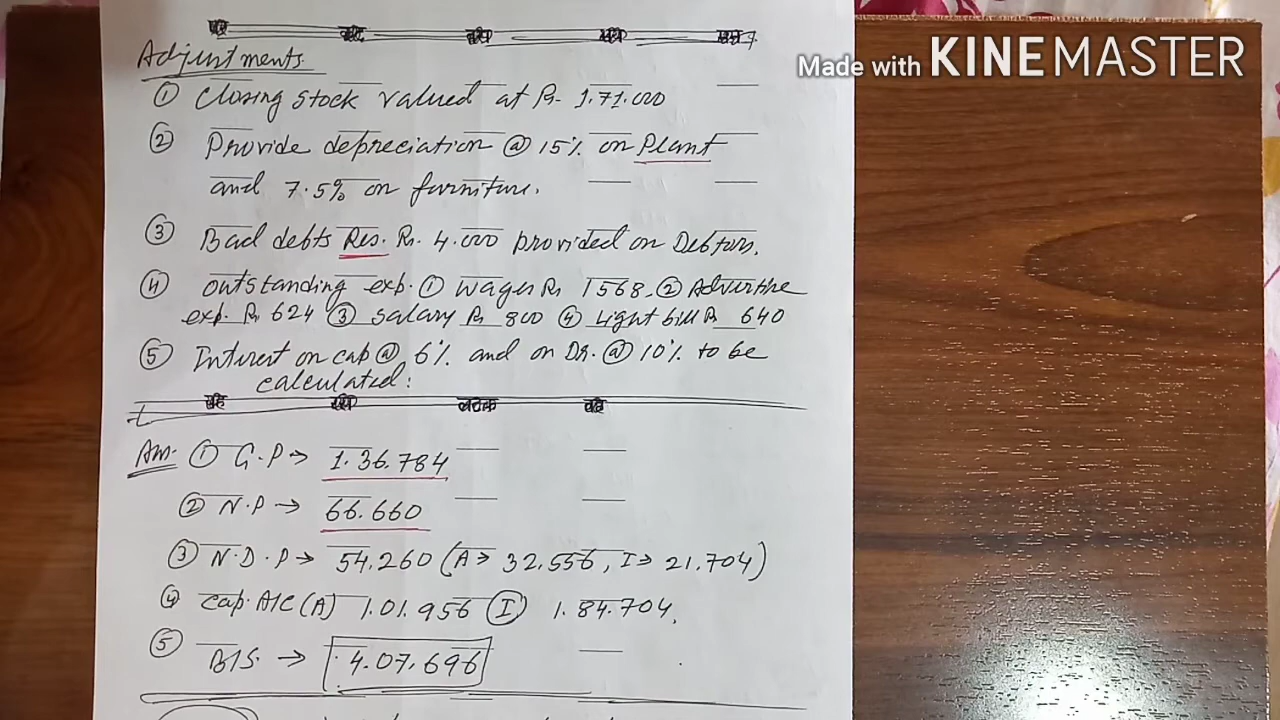 Made with KINEMASTER
Adjustments
① Closing stock valued at Rs. 1.71.000
② Provide depreciation @ 15% on Plant
and 7.5% on furniture.
③ Bad debts Res. Rs. 4.000 provided on Debtors.
④ outstanding exp. ① wages Rs 1568. ② Advertise
exp. Rs 624 ③ salary Rs 800 ④ Light bill Rs 640
⑤ Interest on cap @ 6% and on Dr. @ 10% to be
calculated:
Ans. ① G.P → 1.36.784
② N.P → 66.660
③ N.D.P → 54.260 (A → 32.556, I → 21.704)
④ Cap. A/C (A) 1.01.956 (I) 1.84.704.
⑤ B/S. → 4.07.696